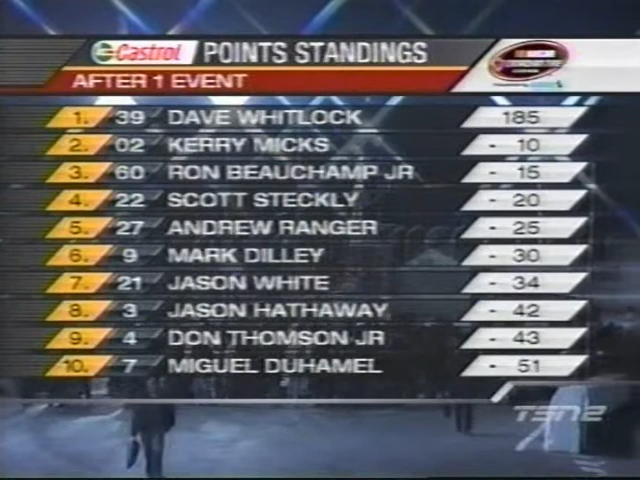 Castrol POINTS STANDINGS
AFTER 1 EVENT
1. 39 DAVE WHITLOCK 185
2. 02 KERRY MICKS - 10
3. 60 RON BEAUCHAMP JR - 15
4. 22 SCOTT STECKLY - 20
5. 27 ANDREW RANGER - 25
6. 9 MARK DILLEY - 30
7. 21 JASON WHITE - 34
8. 3 JASON HATHAWAY - 42
9. 4 DON THOMSON JR - 43
10. 7 MIGUEL DUHAMEL - 51
TSN2